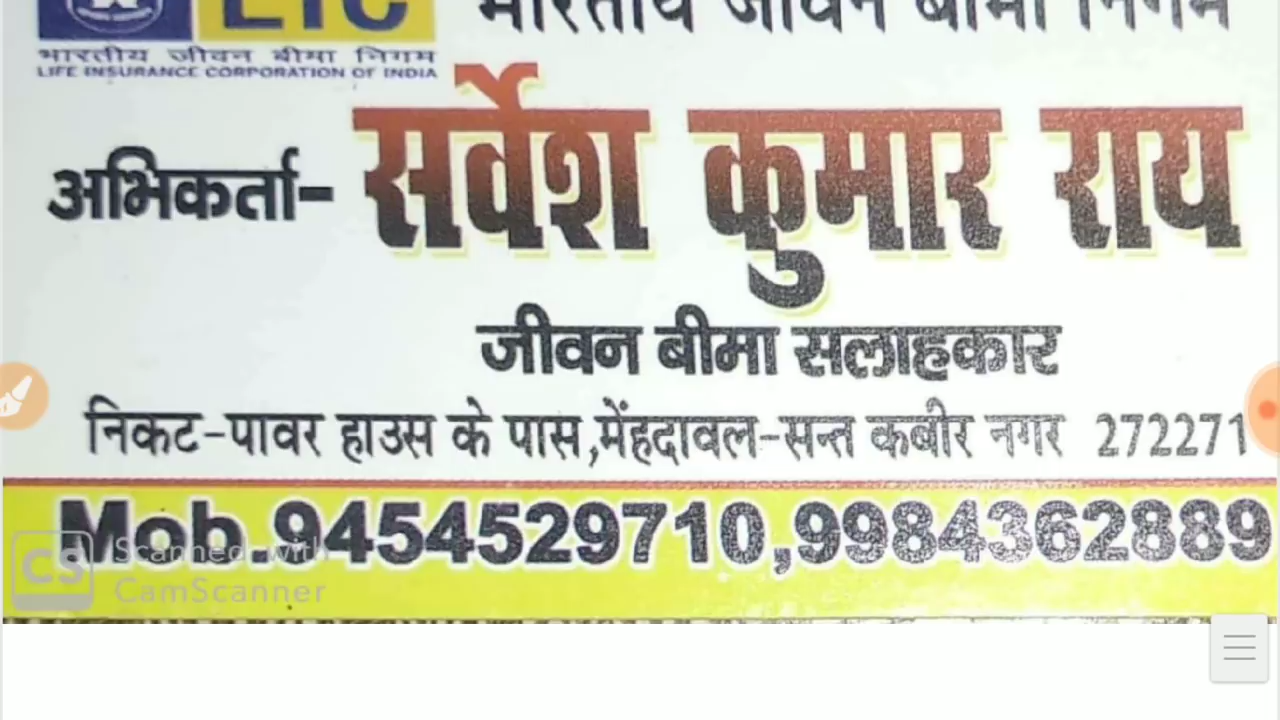 LIC भारतीय जीवन बीमा निगम
भारतीय जीवन बीमा निगम
LIFE INSURANCE CORPORATION OF INDIA
अभिकर्ता- सर्वेश कुमार राय
जीवन बीमा सलाहकार
निकट-पावर हाउस के पास,मेंहदावल-सन्त कबीर नगर 272271
Mob.9454529710,9984362889
CS Scanned with
CamScanner